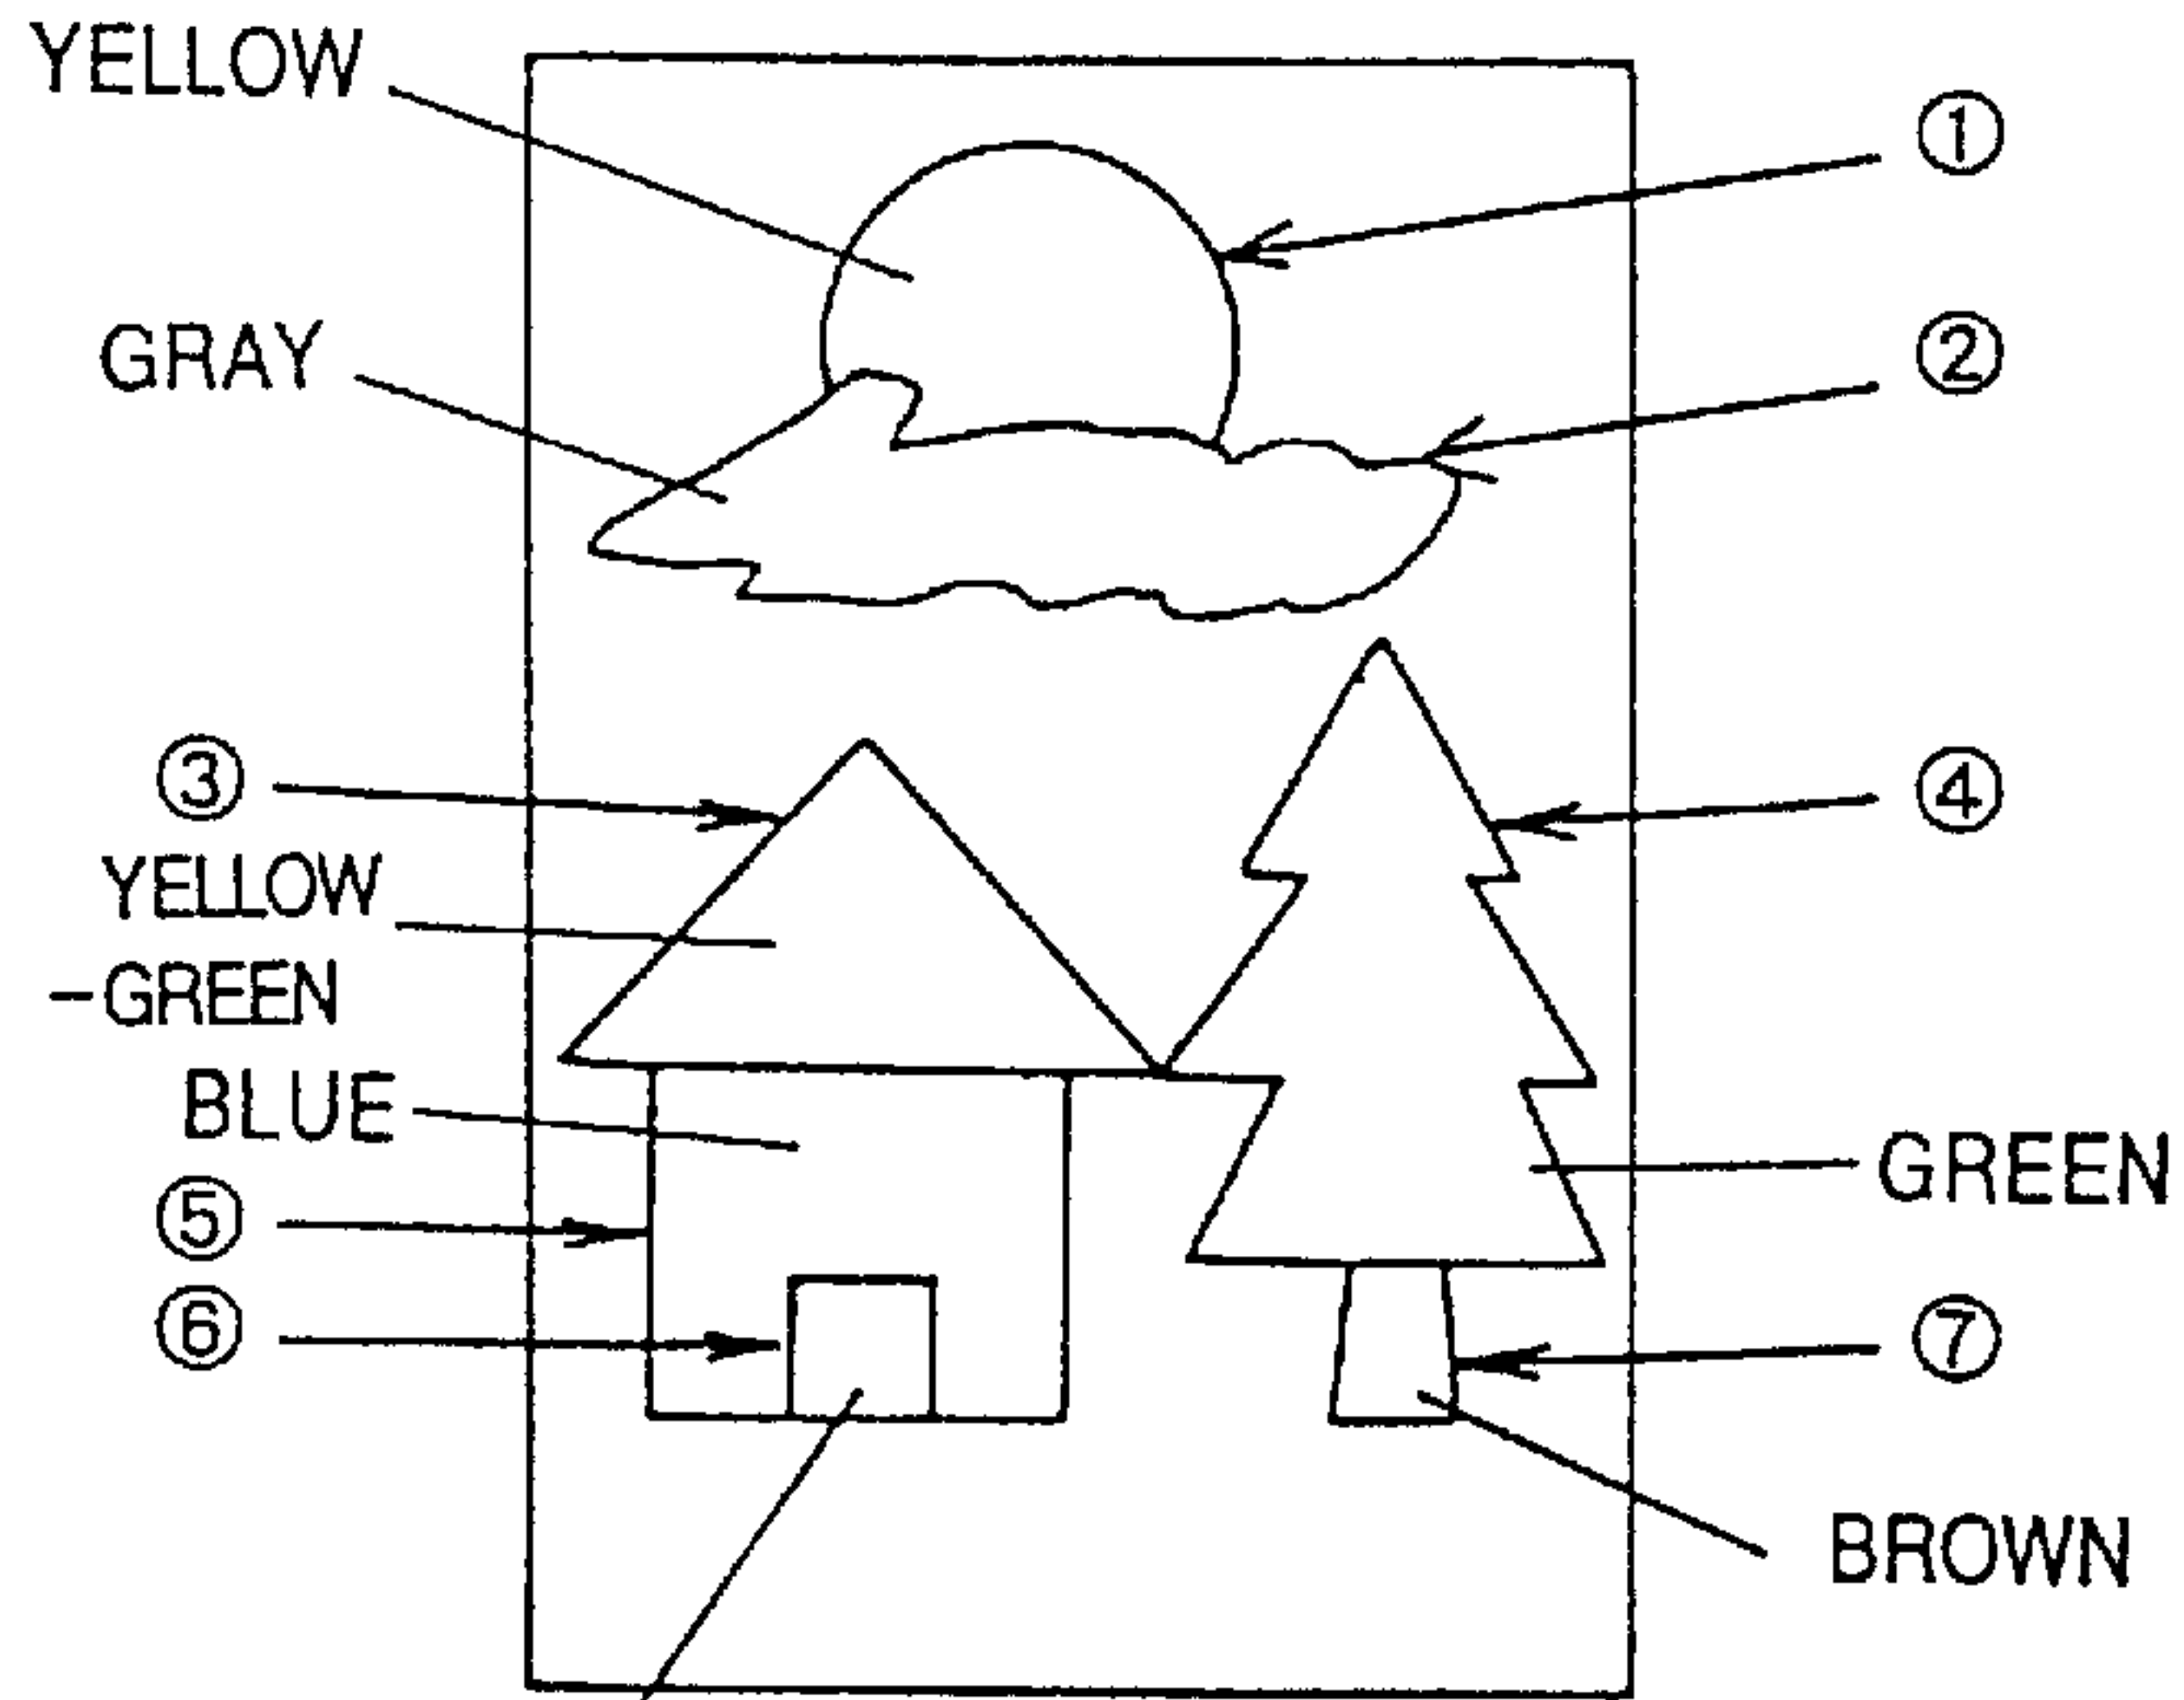 YELLOW
①
GRAY
②
③
④
YELLOW
-GREEN
BLUE
GREEN
⑤
⑥
⑦
BROWN